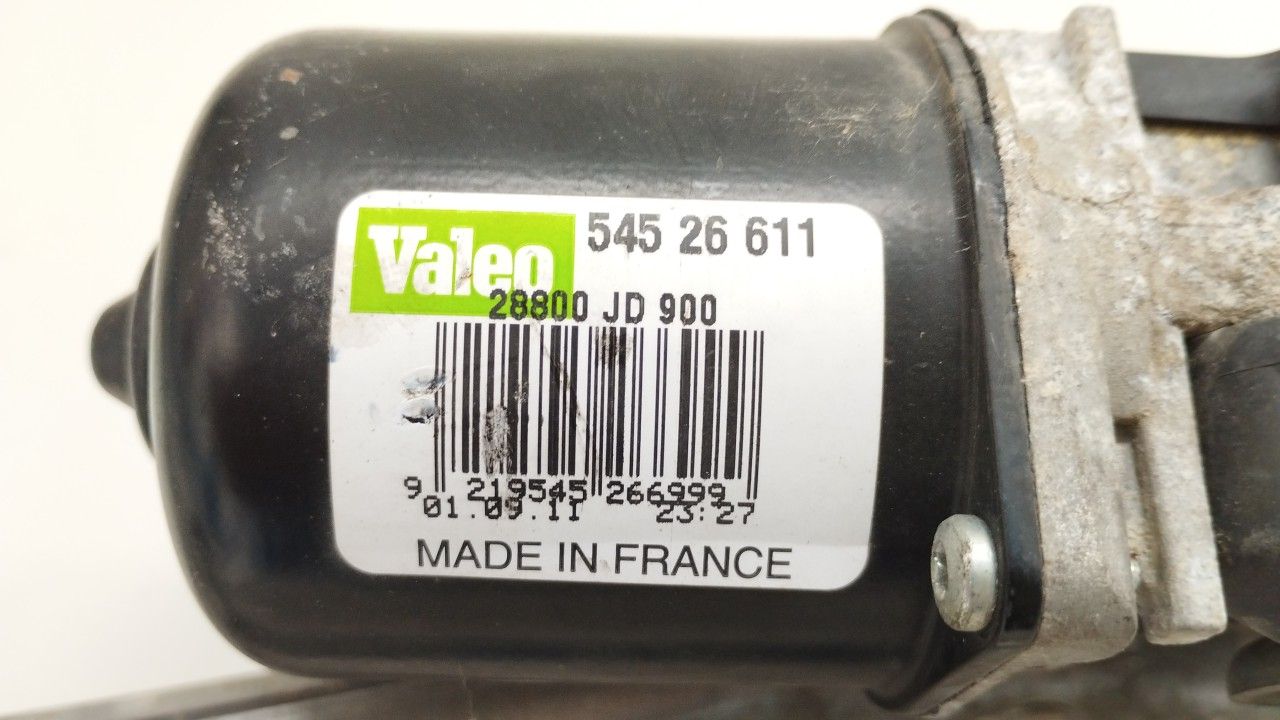 Valeo 545 26 611
28800 JD 900
9 219545 266999
01.09.11 23:27
MADE IN FRANCE